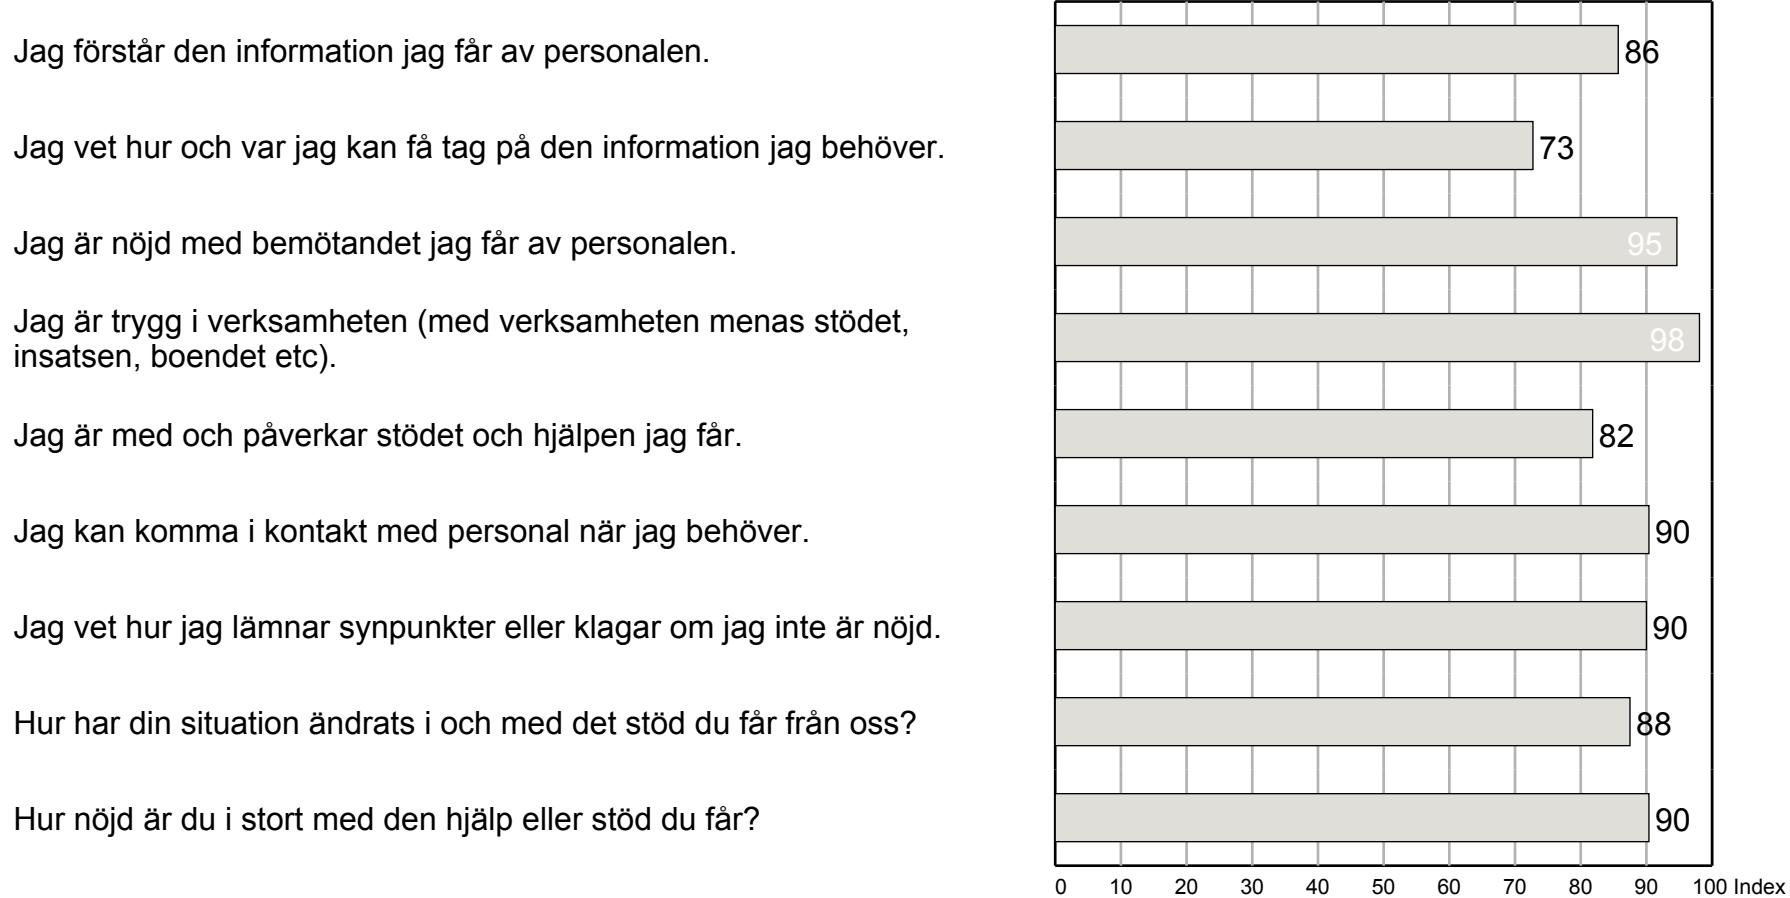 Jag förstår den information jag får av personalen.
86
Jag vet hur och var jag kan få tag på den information jag behöver.
73
Jag är nöjd med bemötandet jag får av personalen.
95
Jag är trygg i verksamheten (med verksamheten menas stödet,
insatsen, boendet etc).
98
Jag är med och påverkar stödet och hjälpen jag får.
82
Jag kan komma i kontakt med personal när jag behöver.
90
Jag vet hur jag lämnar synpunkter eller klagar om jag inte är nöjd.
90
Hur har din situation ändrats i och med det stöd du får från oss?
88
Hur nöjd är du i stort med den hjälp eller stöd du får?
90
0 10 20 30 40 50 60 70 80 90 100 Index